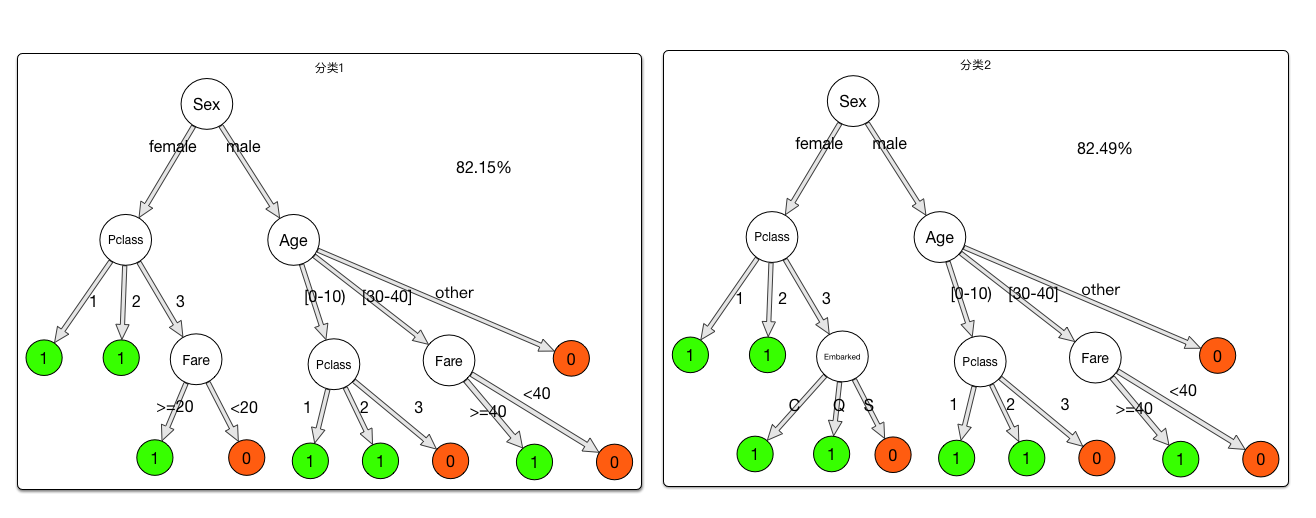 分类1
Sex
female male
82.15%
Pclass Age
1 2 3 [0-10) [30-40] other
1 1 Fare Pclass Fare 0
>=20 <20 1 2 3 >=40 <40
1 0 1 1 0 1 0
分类2
Sex
female male
82.49%
Pclass Age
1 2 3 [0-10) [30-40] other
1 1 Embarked Pclass Fare 0
C Q S 1 2 3 >=40 <40
1 1 0 1 1 0 1 0